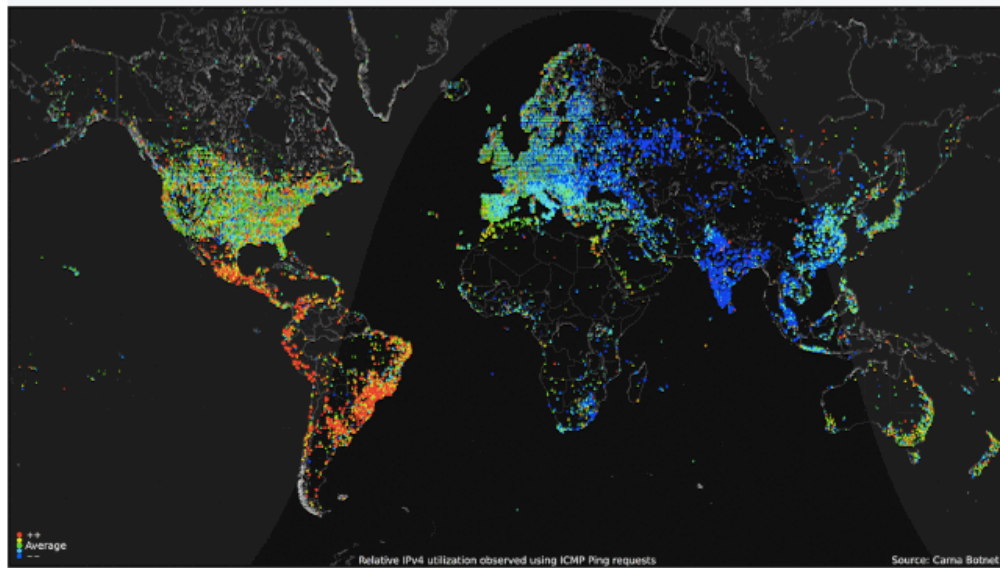 ++
Average
--
Relative IPv4 utilization observed using ICMP Ping requests
Source: Carna Botnet